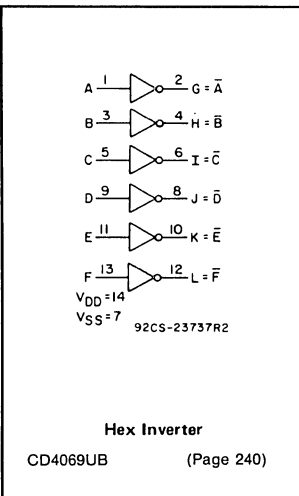 A 1 2 G = Ā
B 3 4 H = B̄
C 5 6 I = C̄
D 9 8 J = D̄
E 11 10 K = Ē
F 13 12 L = F̄
VDD = 14
VSS = 7
92CS-23737R2
Hex Inverter
CD4069UB (Page 240)